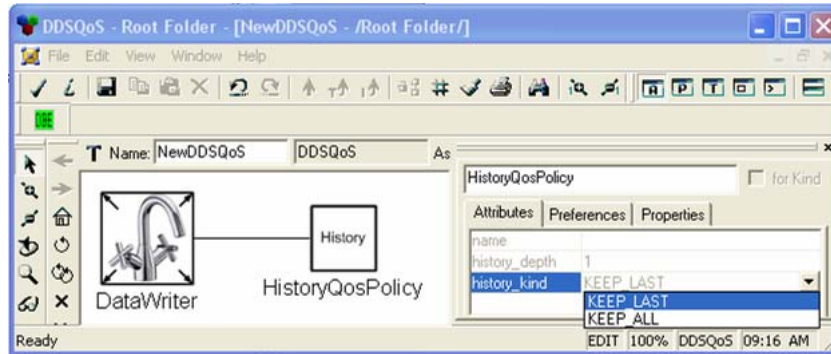 DDSQoS - Root Folder - [NewDDSQoS - /Root Folder/]
File Edit View Window Help
A P T
Name: NewDDSQoS DDSQoS As
HistoryQosPolicy for Kind
Attributes Preferences Properties
name
history_depth 1
history_kind KEEP_LAST
KEEP_LAST
KEEP_ALL
History
DataWriter HistoryQosPolicy
Ready EDIT 100% DDSQoS 09:16 AM